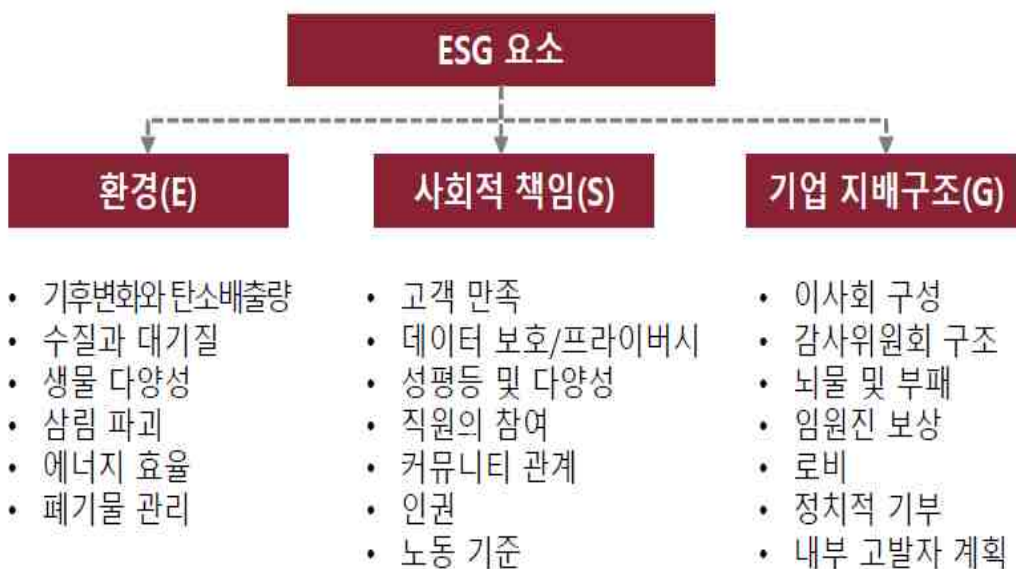 ESG 요소
환경(E)
사회적 책임(S)
기업 지배구조(G)
• 기후변화와 탄소배출량
• 수질과 대기질
• 생물 다양성
• 삼림 파괴
• 에너지 효율
• 폐기물 관리
• 고객 만족
• 데이터 보호/프라이버시
• 성평등 및 다양성
• 직원의 참여
• 커뮤니티 관계
• 인권
• 노동 기준
• 이사회 구성
• 감사위원회 구조
• 뇌물 및 부패
• 임원진 보상
• 로비
• 정치적 기부
• 내부 고발자 계획